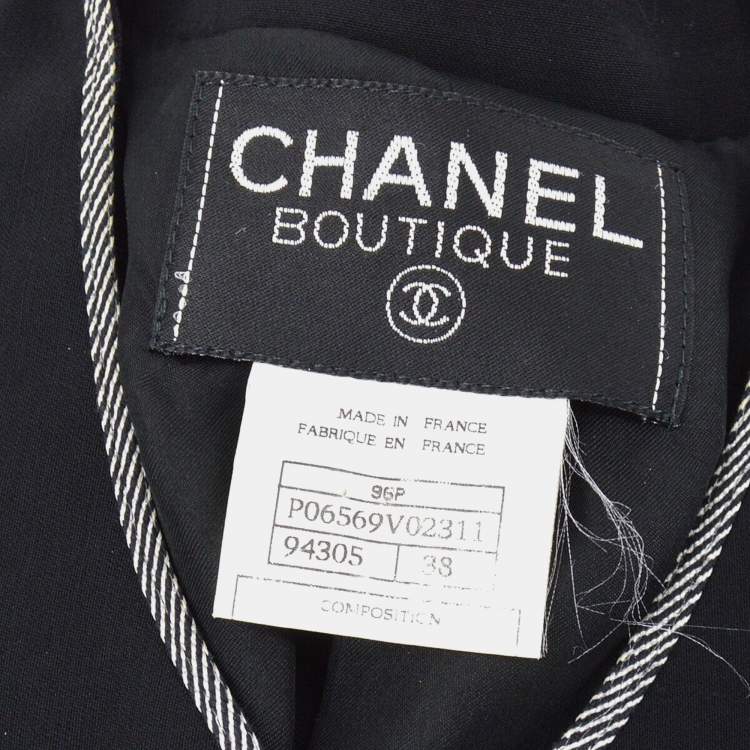 CHANEL
BOUTIQUE
MADE IN FRANCE
FABRIQUE EN FRANCE
96P
P06569V02311
94305 38
COMPOSITION